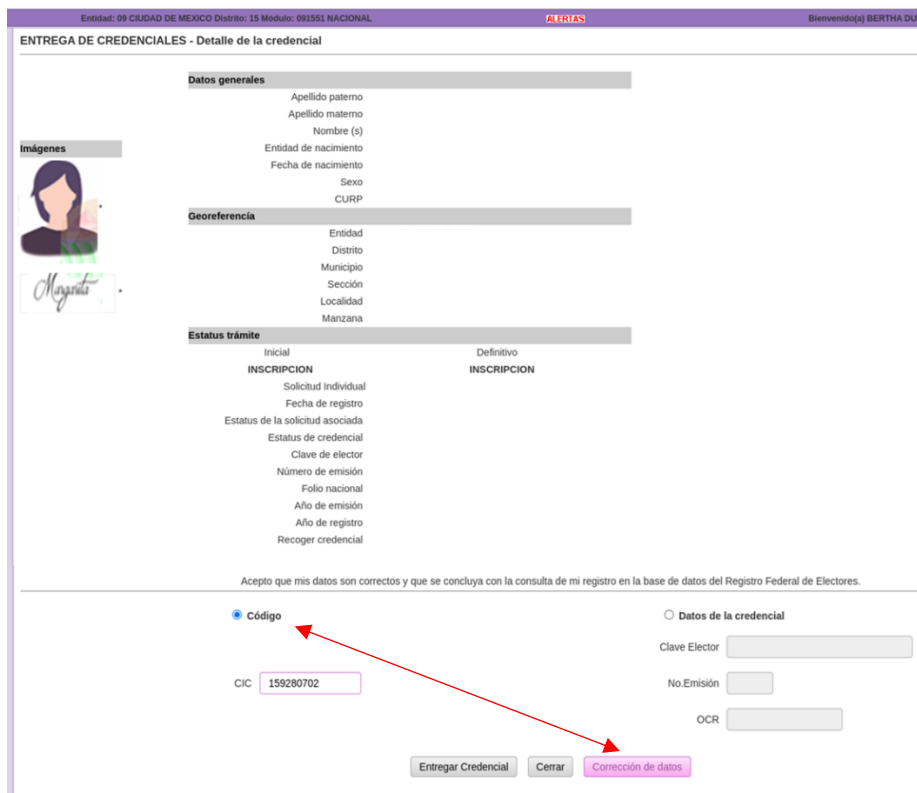 Entidad: 09 CIUDAD DE MEXICO Distrito: 15 Módulo: 091551 NACIONAL ALERTAS Bienvenido(a) BERTHA DU
ENTREGA DE CREDENCIALES - Detalle de la credencial
Datos generales
Apellido paterno
Apellido materno
Nombre (s)
Imágenes
Entidad de nacimiento
Fecha de nacimiento
Sexo
CURP
Georeferencía
Entidad
Distrito
Municipio
Sección
Margarita
Localidad
Manzana
Estatus trámite
Inicial Definitivo
INSCRIPCION INSCRIPCION
Solicitud Individual
Fecha de registro
Estatus de la solicitud asociada
Estatus de credencial
Clave de elector
Número de emisión
Folio nacional
Año de emisión
Año de registro
Recoger credencial
Acepto que mis datos son correctos y que se concluya con la consulta de mi registro en la base de datos del Registro Federal de Electores.
Código Datos de la credencial
Clave Elector
CIC 159280702 No.Emisión
OCR
Entregar Credencial Cerrar Corrección de datos